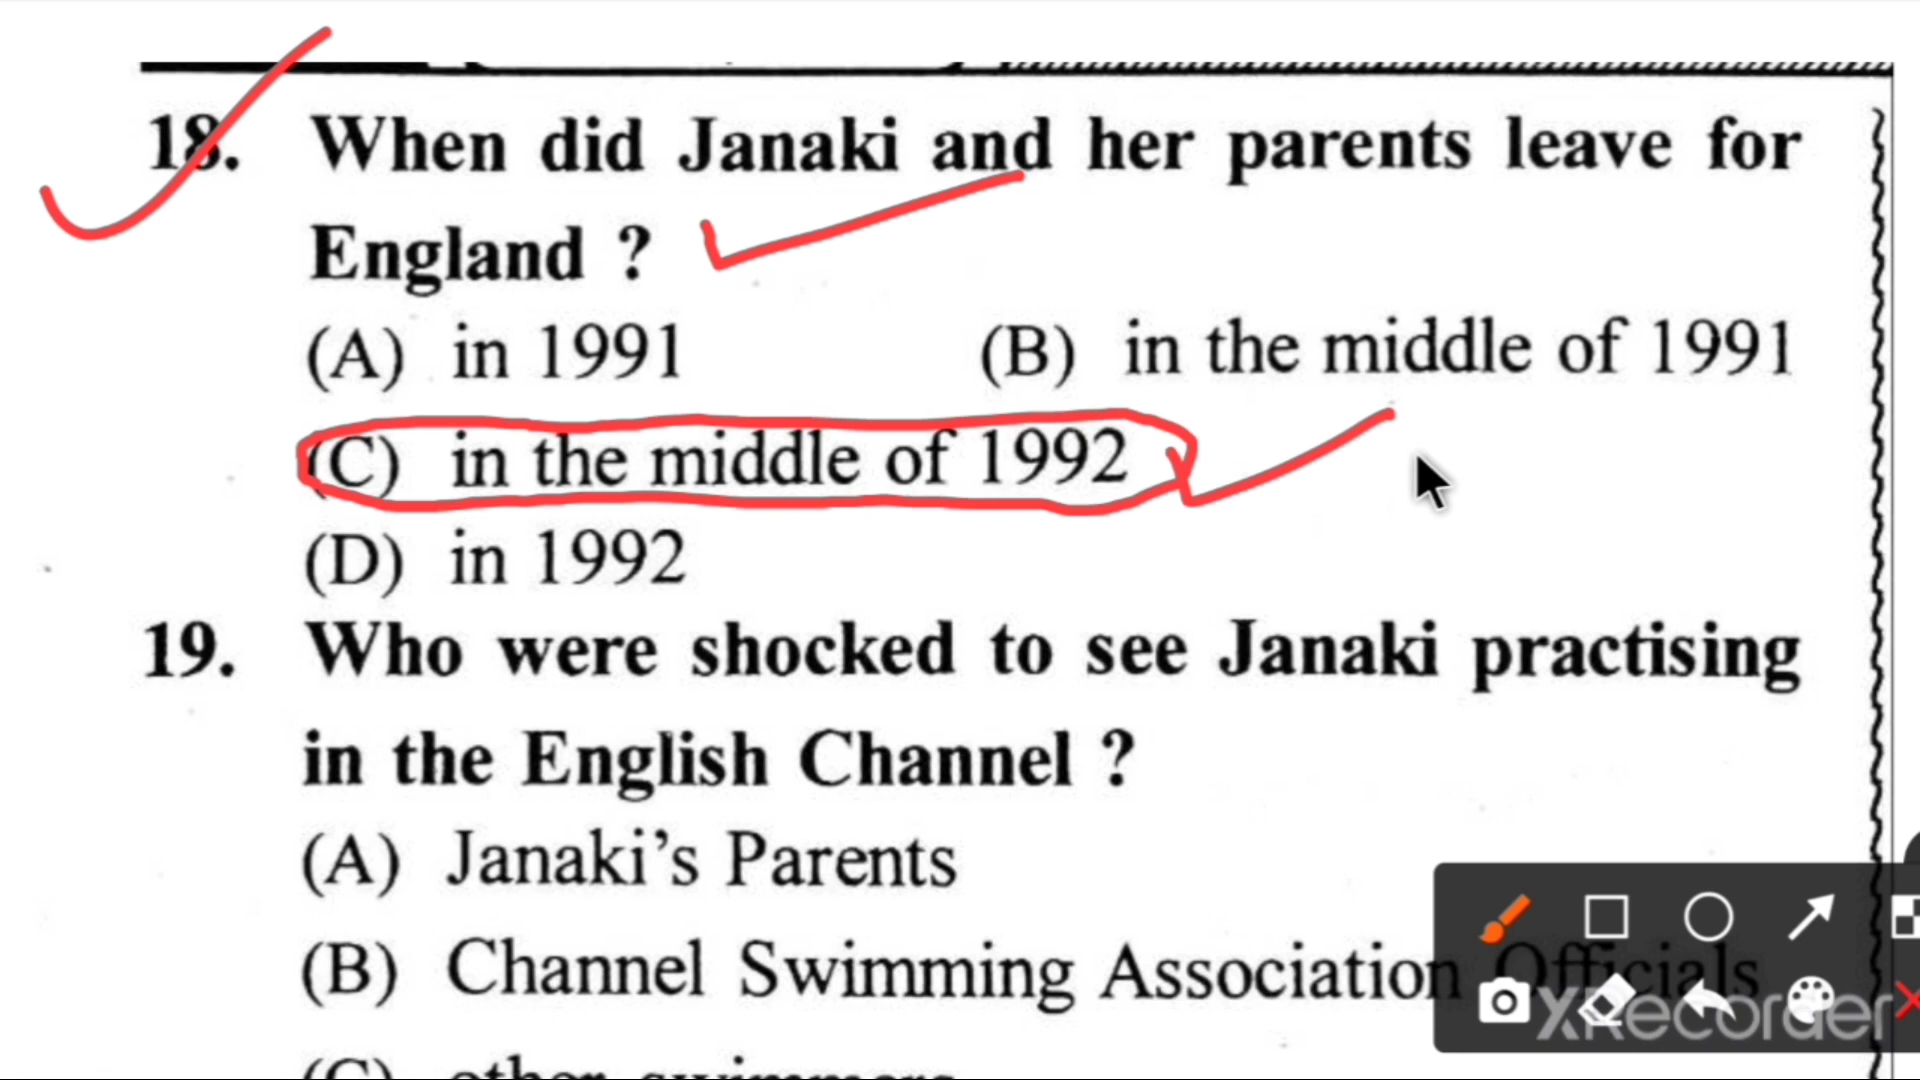 18. When did Janaki and her parents leave for
England ?
(A) in 1991 (B) in the middle of 1991
(C) in the middle of 1992
(D) in 1992
19. Who were shocked to see Janaki practising
in the English Channel ?
(A) Janaki's Parents
(B) Channel Swimming Association Officials
(C) other swimmers
XRecorder